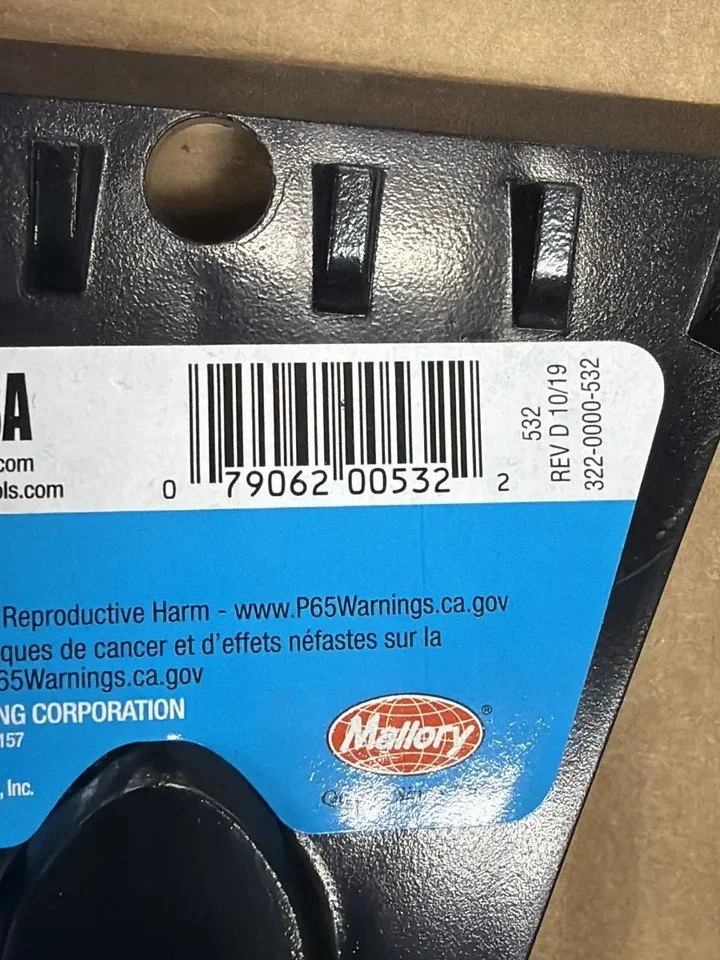 A
com
ls.com
0 79062 00532 2
532
REV D 10/19
322-0000-532
Reproductive Harm - www.P65Warnings.ca.gov
ques de cancer et d'effets néfastes sur la
65Warnings.ca.gov
NG CORPORATION
157
, Inc.
Mallory®